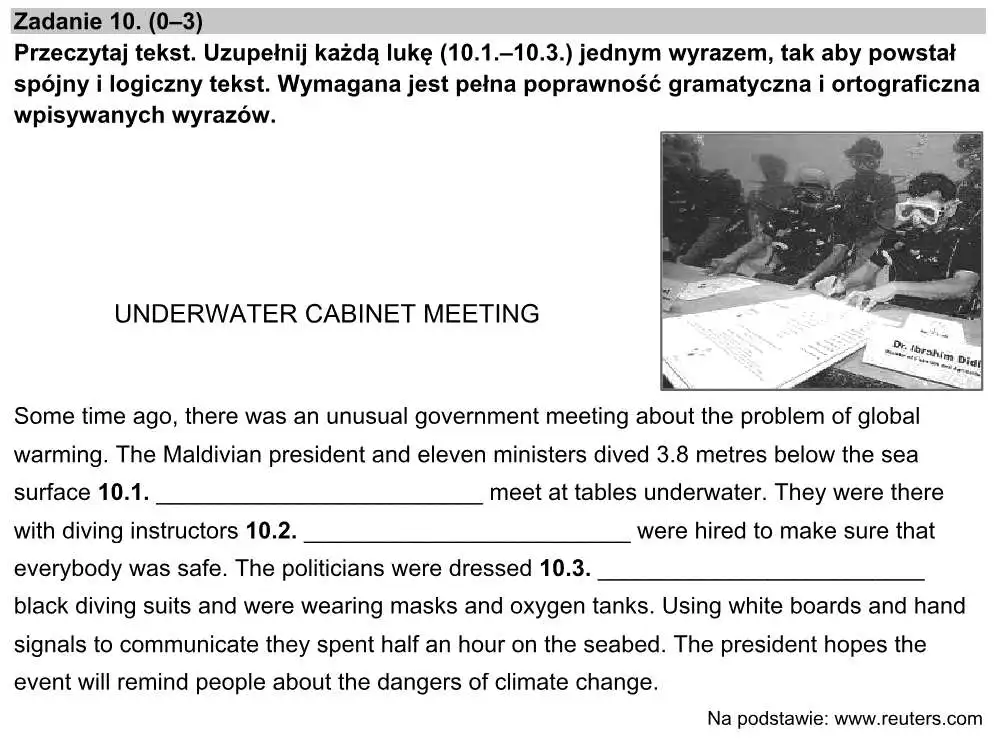 Zadanie 10. (0–3)
Przeczytaj tekst. Uzupełnij każdą lukę (10.1.–10.3.) jednym wyrazem, tak aby powstał
spójny i logiczny tekst. Wymagana jest pełna poprawność gramatyczna i ortograficzna
wpisywanych wyrazów.
UNDERWATER CABINET MEETING
Dr. Ibrahim Didi
Some time ago, there was an unusual government meeting about the problem of global
warming. The Maldivian president and eleven ministers dived 3.8 metres below the sea
surface 10.1. _________________________ meet at tables underwater. They were there
with diving instructors 10.2. _________________________ were hired to make sure that
everybody was safe. The politicians were dressed 10.3. _________________________
black diving suits and were wearing masks and oxygen tanks. Using white boards and hand
signals to communicate they spent half an hour on the seabed. The president hopes the
event will remind people about the dangers of climate change.
Na podstawie: www.reuters.com